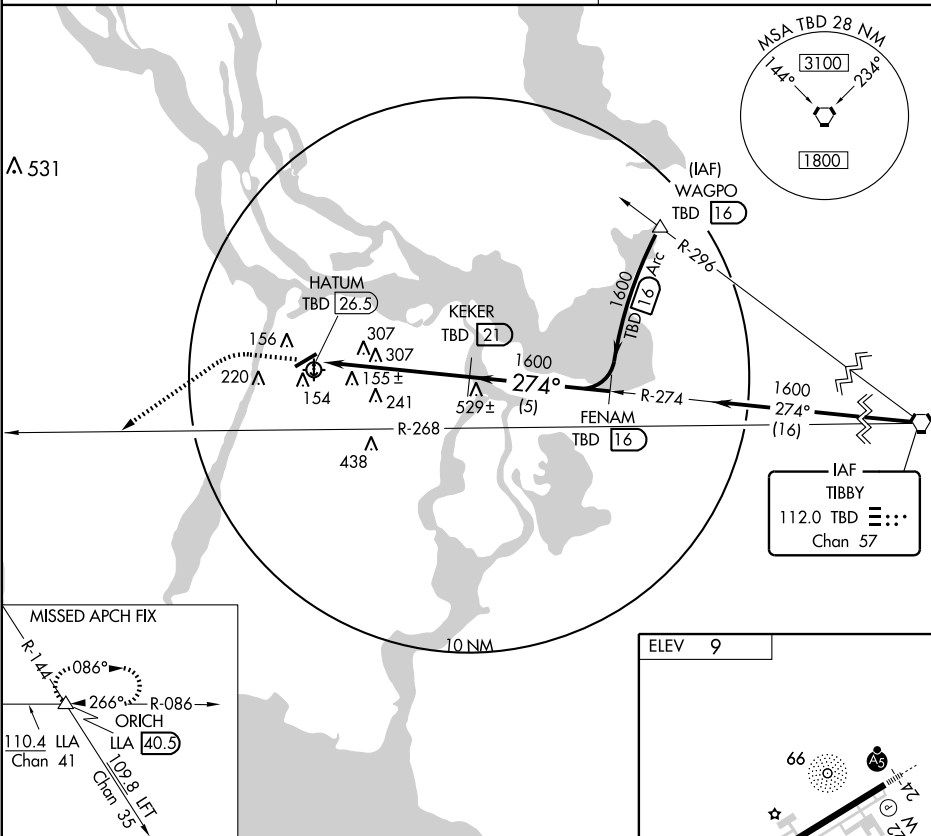 MSA TBD 28 NM
144°
3100
234°
1800
531
(IAF)
WAGPO
TBD 16
R-296
1600
TBD 16 Arc
HATUM
TBD 26.5
KEKER
TBD 21
156
307
307
220
155 ±
154
241
529±
1600
274°
(5)
R-274
1600
274°
(16)
FENAM
TBD 16
R-268
438
IAF
TIBBY
112.0 TBD
Chan 57
10 NM
MISSED APCH FIX
R-144
086°
266°
R-086
ORICH
LLA 40.5
110.4 LLA
Chan 41
109.8 LFT
Chan 35
ELEV 9
66
A5
24
P
22
W